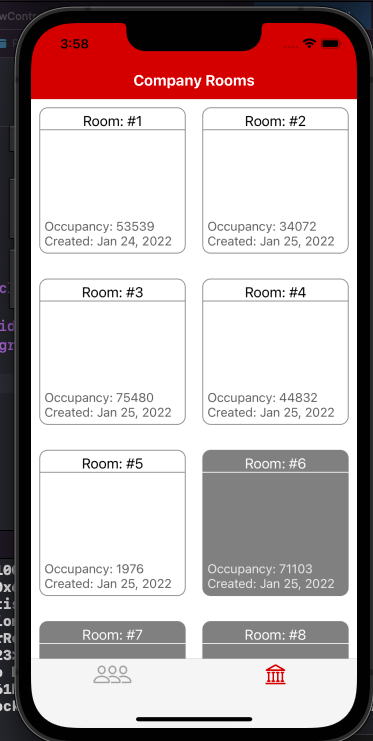 3:58
Company Rooms
Room: #1
Occupancy: 53539
Created: Jan 24, 2022
Room: #2
Occupancy: 34072
Created: Jan 25, 2022
Room: #3
Occupancy: 75480
Created: Jan 25, 2022
Room: #4
Occupancy: 44832
Created: Jan 25, 2022
Room: #5
Occupancy: 1976
Created: Jan 25, 2022
Room: #6
Occupancy: 71103
Created: Jan 25, 2022
Room: #7
Room: #8